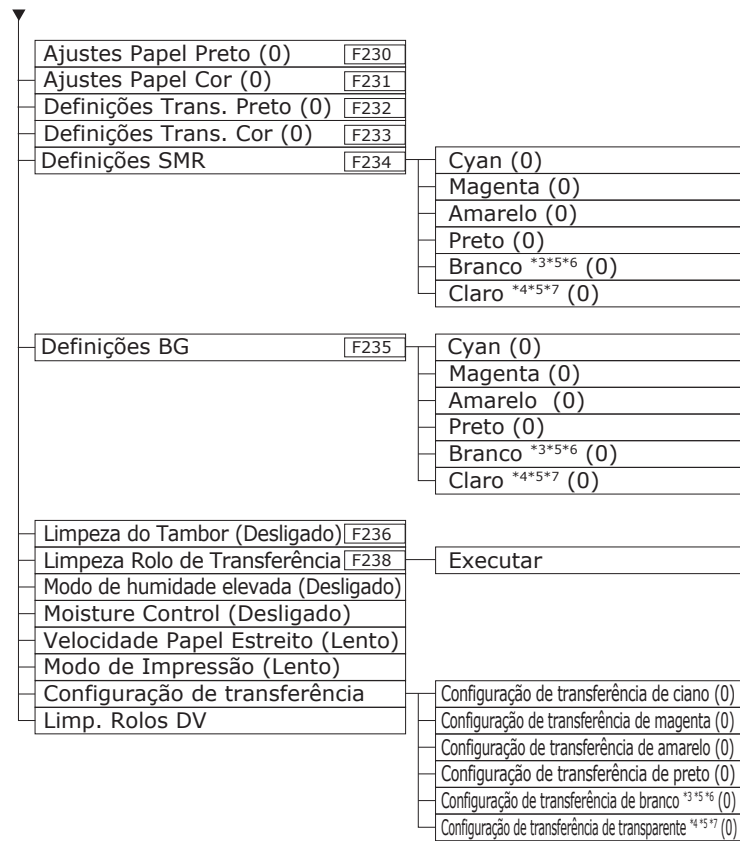 Ajustes Papel Preto (0) F230
Ajustes Papel Cor (0) F231
Definições Trans. Preto (0) F232
Definições Trans. Cor (0) F233
Definições SMR F234
Cyan (0)
Magenta (0)
Amarelo (0)
Preto (0)
Branco *3*5*6 (0)
Claro *4*5*7 (0)
Definições BG F235
Cyan (0)
Magenta (0)
Amarelo (0)
Preto (0)
Branco *3*5*6 (0)
Claro *4*5*7 (0)
Limpeza do Tambor (Desligado) F236
Limpeza Rolo de Transferência F238
Executar
Modo de humidade elevada (Desligado)
Moisture Control (Desligado)
Velocidade Papel Estreito (Lento)
Modo de Impressão (Lento)
Configuração de transferência
Configuração de transferência de ciano (0)
Configuração de transferência de magenta (0)
Configuração de transferência de amarelo (0)
Configuração de transferência de preto (0)
Configuração de transferência de branco *3 *5 *6 (0)
Configuração de transferência de transparente *4 *5 *7 (0)
Limp. Rolos DV